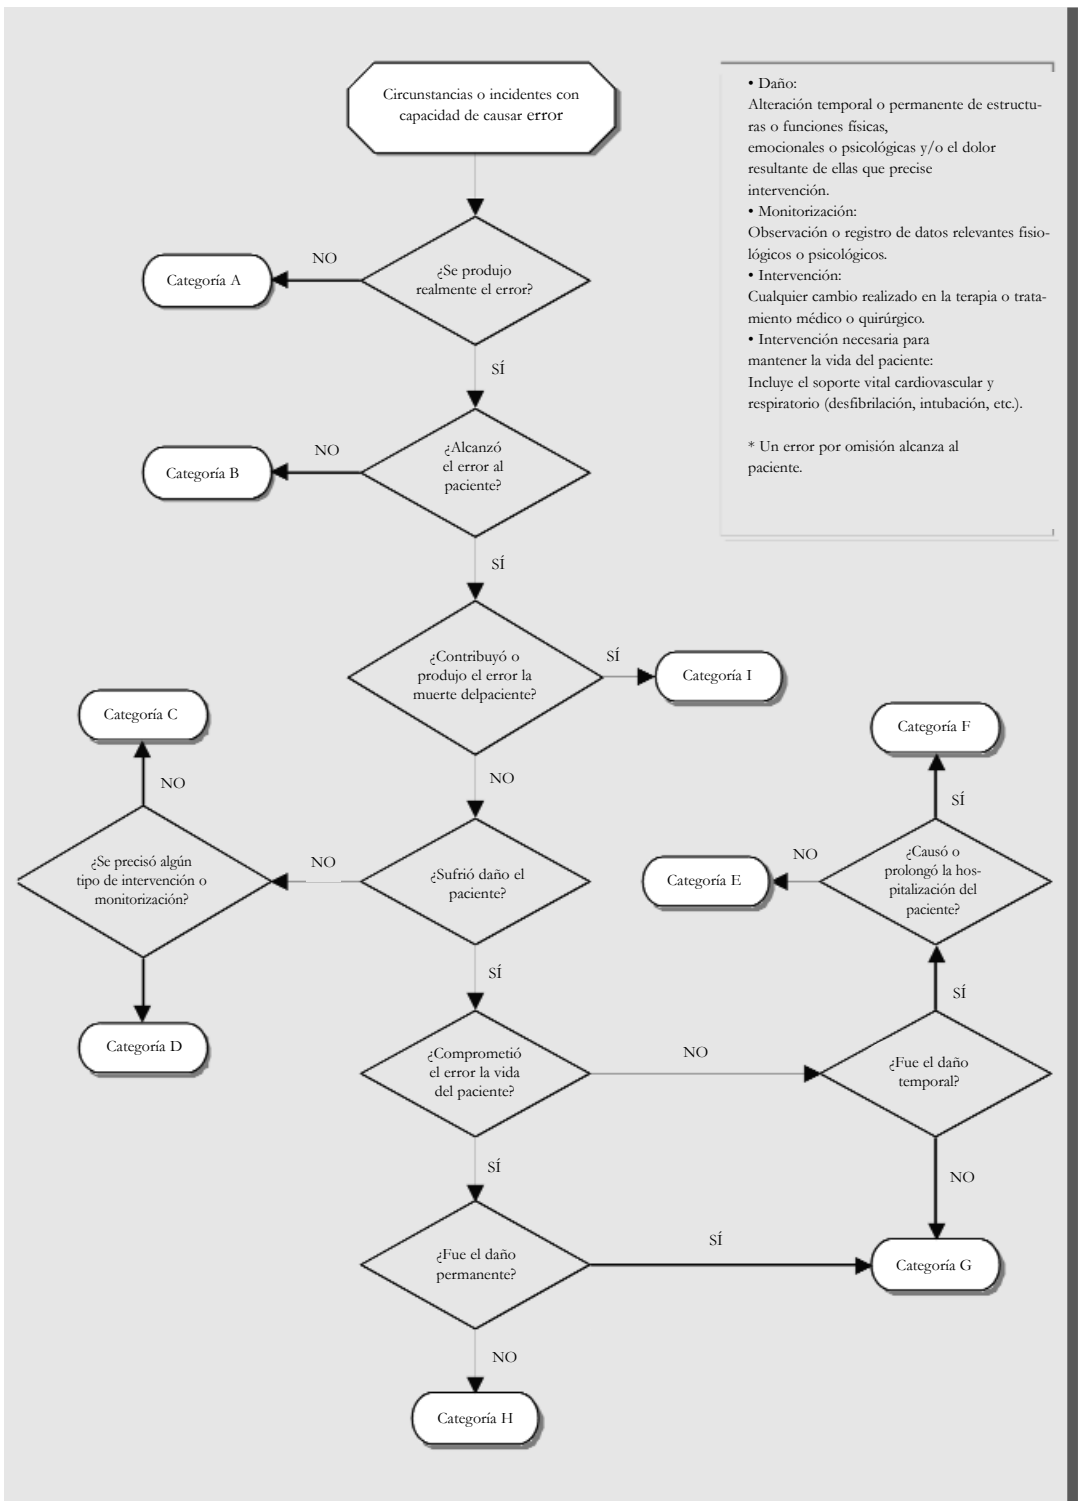 Circunstancias o incidentes con
capacidad de causar error
• Daño:
Alteración temporal o permanente de estructu-
ras o funciones físicas,
emocionales o psicológicas y/o el dolor
resultante de ellas que precise
intervención.
• Monitorización:
Observación o registro de datos relevantes fisio-
lógicos o psicológicos.
• Intervención:
Cualquier cambio realizado en la terapia o trata-
miento médico o quirúrgico.
• Intervención necesaria para
mantener la vida del paciente:
Incluye el soporte vital cardiovascular y
respiratorio (desfibrilación, intubación, etc.).
* Un error por omisión alcanza al
paciente.
¿Se produjo
realmente el error?
NO
Categoría A
SÍ
¿Alcanzó
el error al
paciente?
NO
Categoría B
SÍ
¿Contribuyó o
produjo el error la
muerte delpaciente?
SÍ
Categoría I
NO
Categoría C
NO
¿Se precisó algún
tipo de intervención o
monitorización?
NO
¿Sufrió daño el
paciente?
Categoría D
Categoría F
SÍ
¿Causó o
prolongó la hos-
pitalización del
paciente?
NO
Categoría E
SÍ
SÍ
¿Comprometió
el error la vida
del paciente?
NO
¿Fue el daño
temporal?
NO
SÍ
¿Fue el daño
permanente?
SÍ
Categoría G
NO
Categoría H